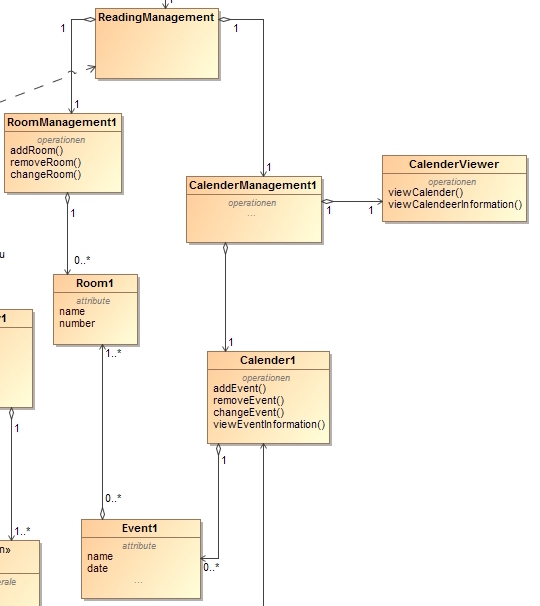 ReadingManagement
1
1
1
RoomManagement1
operationen
addRoom()
removeRoom()
changeRoom()
1
CalenderManagement1
operationen
...
CalenderViewer
operationen
viewCalender()
viewCalendeerInformation()
1
1
1
0..*
u
Room1
attribute
name
number
1..*
1
Calender1
operationen
addEvent()
removeEvent()
changeEvent()
viewEventInformation()
1
1
1..*
0..*
Event1
attribute
name
date
...
0..*